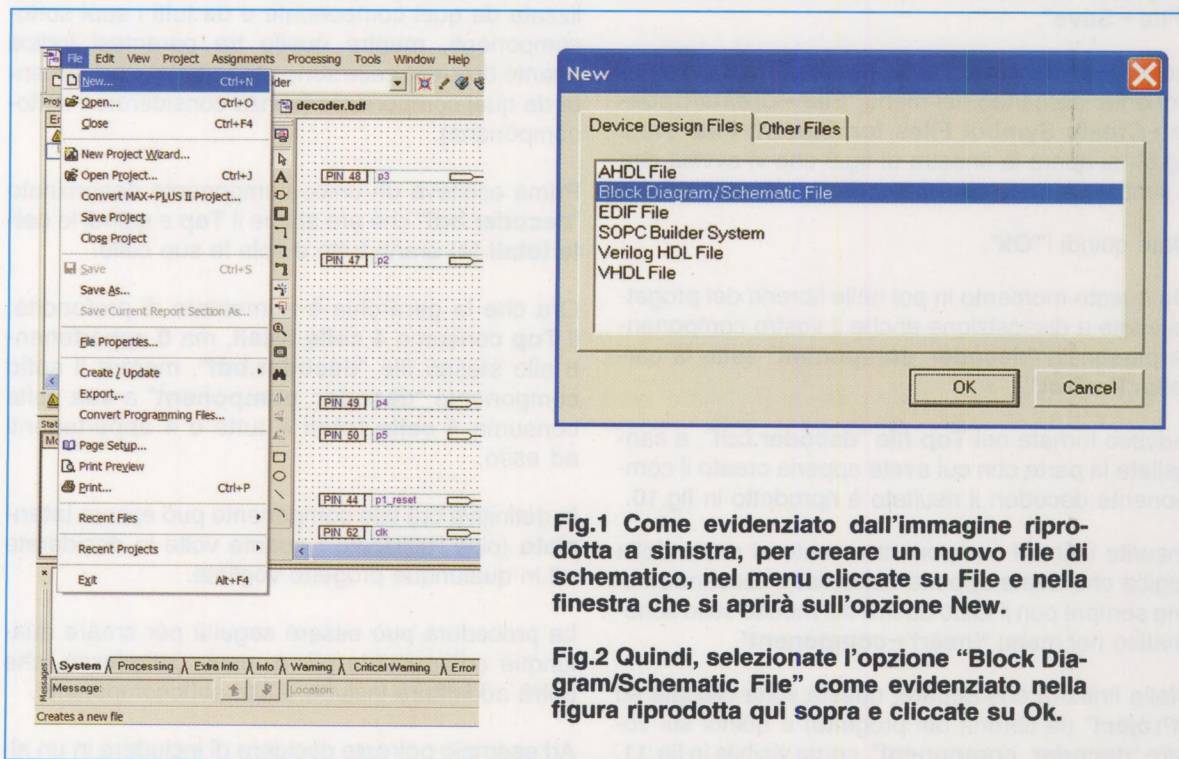 File Edit View Project Assignments Processing Tools Window Help
New... Ctrl+N
Open... Ctrl+O
Close Ctrl+F4
New Project Wizard...
Open Project... Ctrl+J
Convert MAX+PLUS II Project...
Save Project
Close Project
Save Ctrl+S
Save As...
Save Current Report Section As...
File Properties...
Create / Update
Export...
Convert Programming Files...
Page Setup...
Print Preview
Print... Ctrl+P
Recent Files
Recent Projects
Exit Alt+F4
decoder.bdf
PIN 48 p3
PIN 47 p2
PIN 49 p4
PIN 50 p5
PIN 44 p1_reset
PIN 62 clk
System Processing Extra Info Info Warning Critical Warning Error
Message: Location:
Creates a new file
New
Device Design Files Other Files
AHDL File
Block Diagram/Schematic File
EDIF File
SOPC Builder System
Verilog HDL File
VHDL File
OK Cancel
Fig.1 Come evidenziato dall'immagine ripro-
dotta a sinistra, per creare un nuovo file di
schematico, nel menu cliccate su File e nella
finestra che si aprirà sull'opzione New.
Fig.2 Quindi, selezionate l'opzione "Block Dia-
gram/Schematic File" come evidenziato nella
figura riprodotta qui sopra e cliccate su Ok.